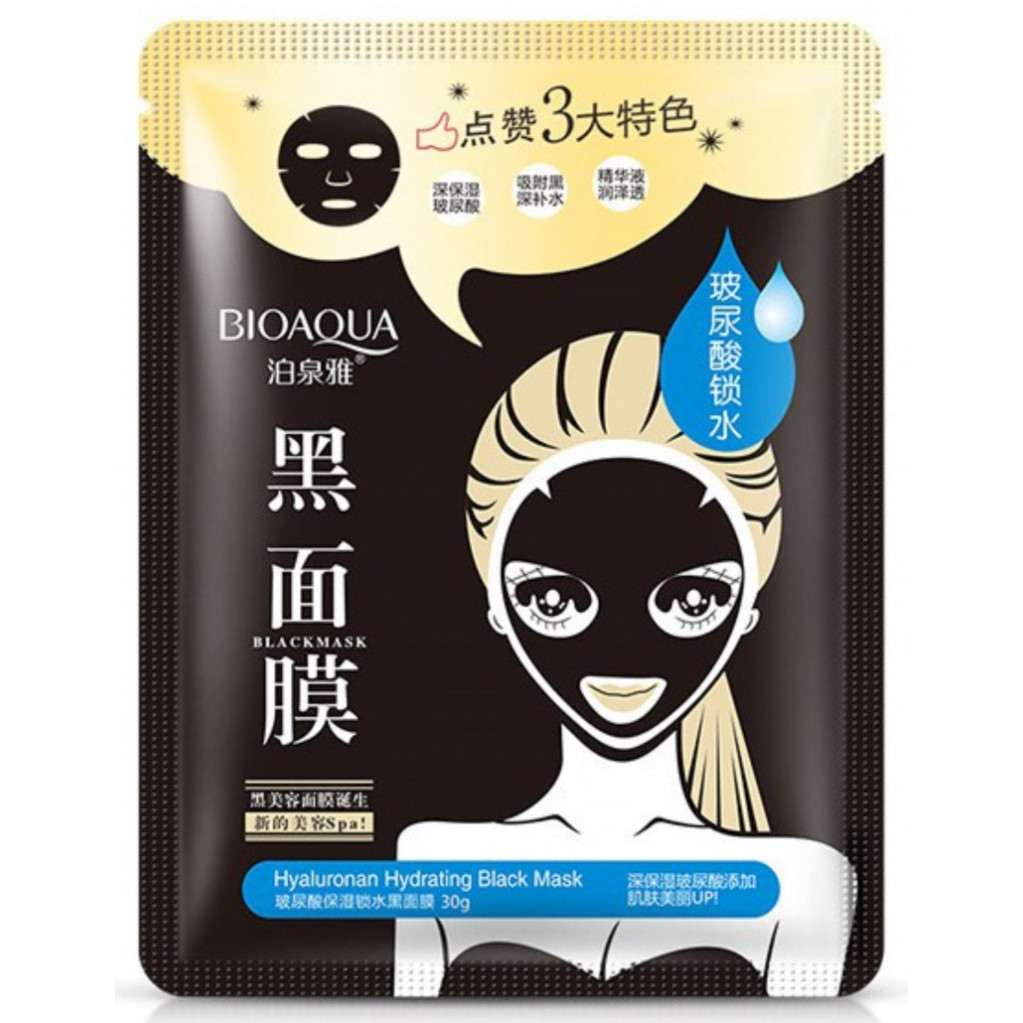 点赞3大特色
深保湿
玻尿酸
吸附黑
深补水
精华液
润泽透
玻尿酸锁水
BIOAQUA
泊泉雅®
黑面膜
BLACKMASK
黑美容面膜诞生
新的美容Spa!
Hyaluronan Hydrating Black Mask
玻尿酸保湿锁水黑面膜 30g
深保湿玻尿酸添加
肌肤美丽UP!